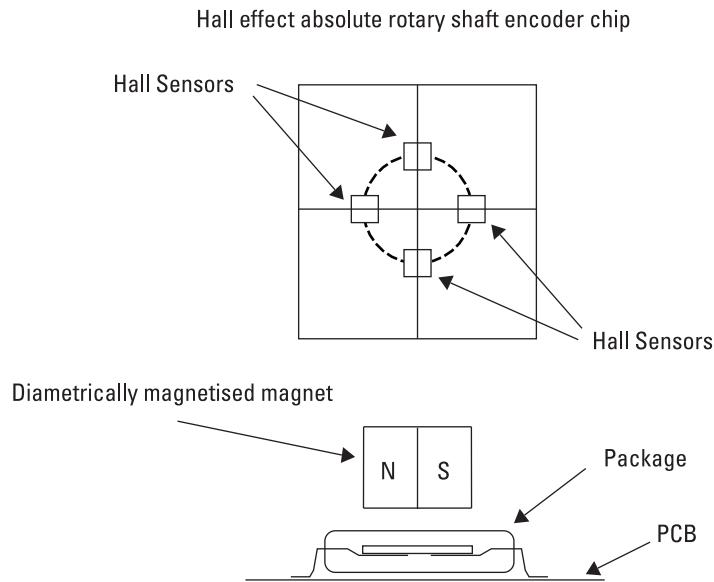 Hall effect absolute rotary shaft encoder chip
Hall Sensors
Hall Sensors
Diametrically magnetised magnet
N S
Package
PCB